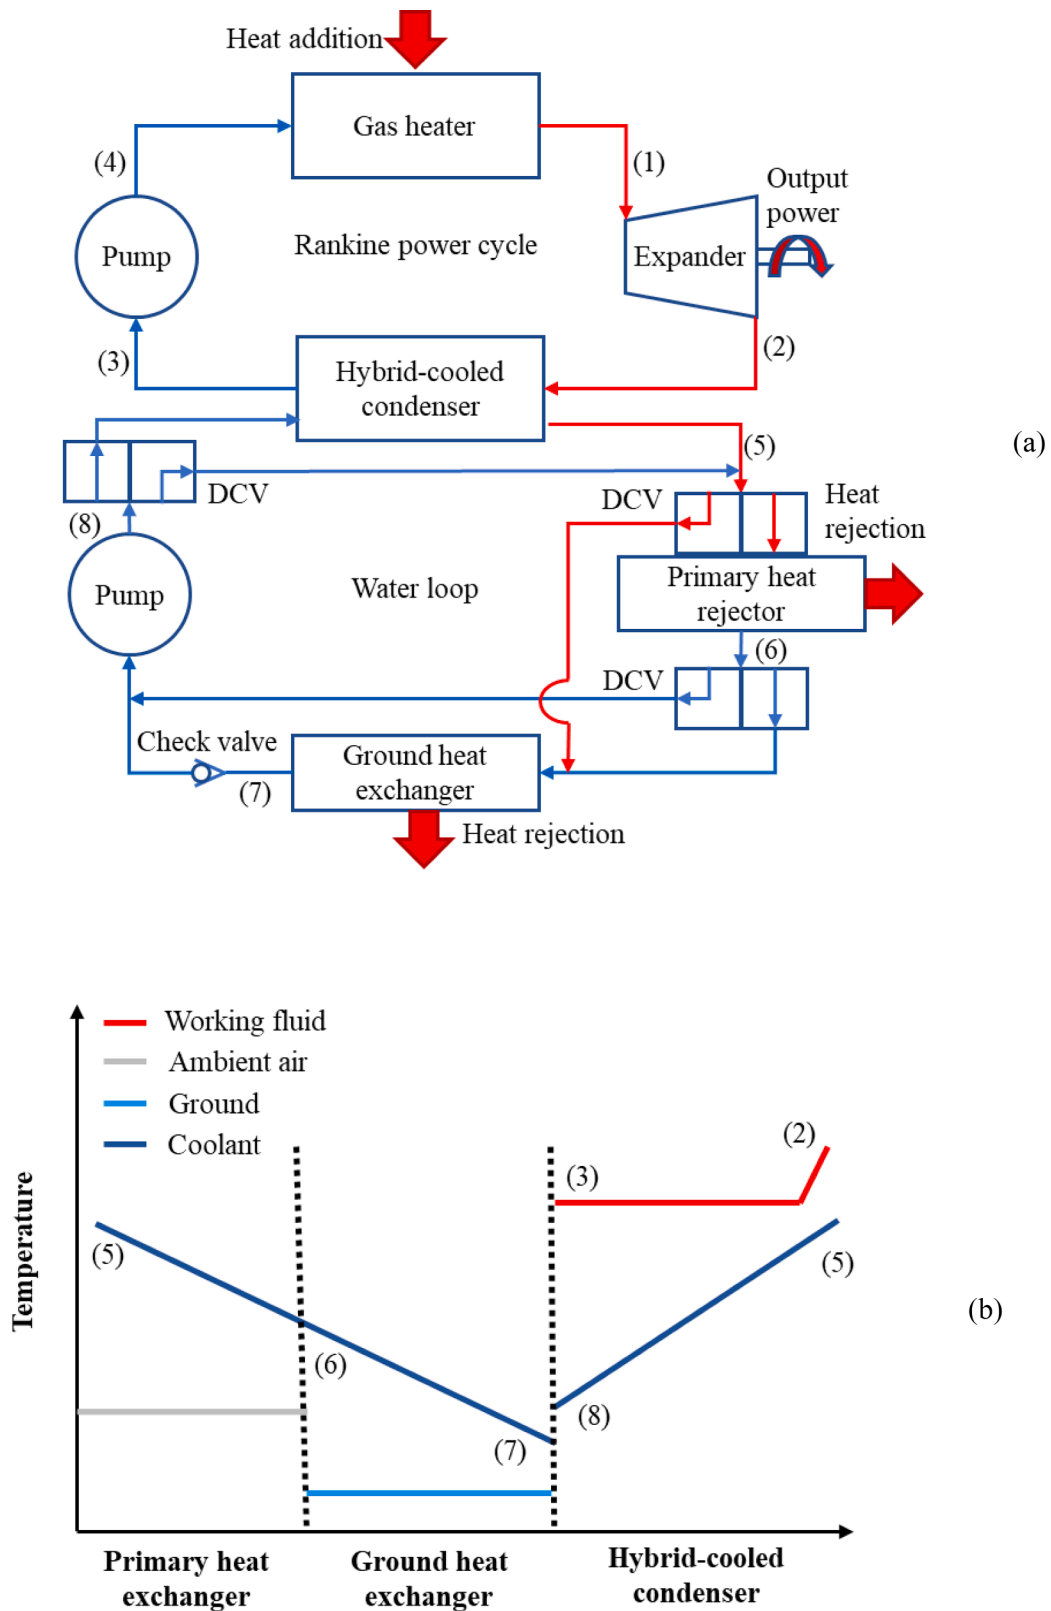 Heat addition
Gas heater
(4)
(1)
Output
power
Pump
Rankine power cycle
Expander
(3)
(2)
Hybrid-cooled
condenser
(5)
(a)
DCV
DCV
Heat
rejection
(8)
Pump
Water loop
Primary heat
rejector
(6)
DCV
Check valve
Ground heat
exchanger
(7)
Heat rejection
Working fluid
Ambient air
Ground
Coolant
Temperature
(2)
(3)
(5)
(5)
(6)
(8)
(7)
(b)
Primary heat
exchanger
Ground heat
exchanger
Hybrid-cooled
condenser